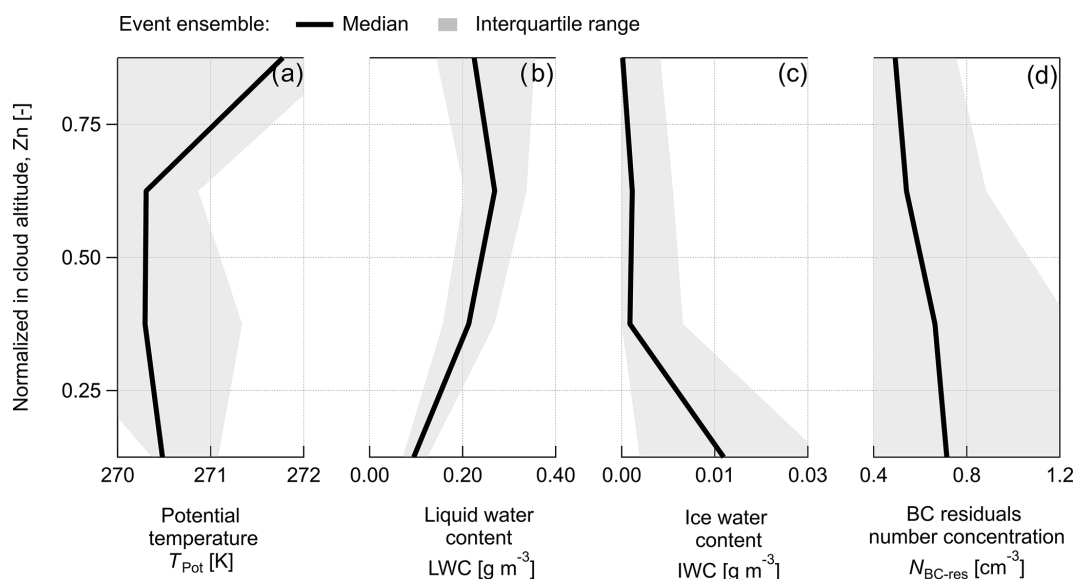 Event ensemble: Median Interquartile range
(a) (b) (c) (d)
Normalized in cloud altitude, Zn [-]
0.75
0.50
0.25
270 271 272 0.00 0.20 0.40 0.00 0.01 0.03 0.4 0.8 1.2
Potential
temperature
T_Pot [K]
Liquid water
content
LWC [g m⁻³]
Ice water
content
IWC [g m⁻³]
BC residuals
number concentration
N_BC-res [cm⁻³]